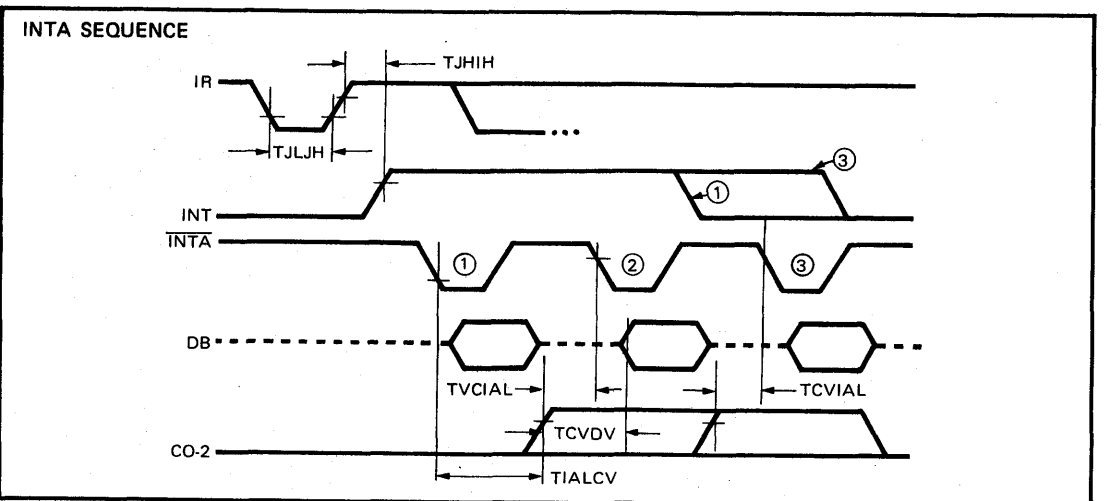 INTA SEQUENCE
TJHIH
IR
TJLJH
...
③
①
INT
INTA
①
②
③
DB
TVCIAL
TCVIAL
TCVDV
CO-2
TIALCV